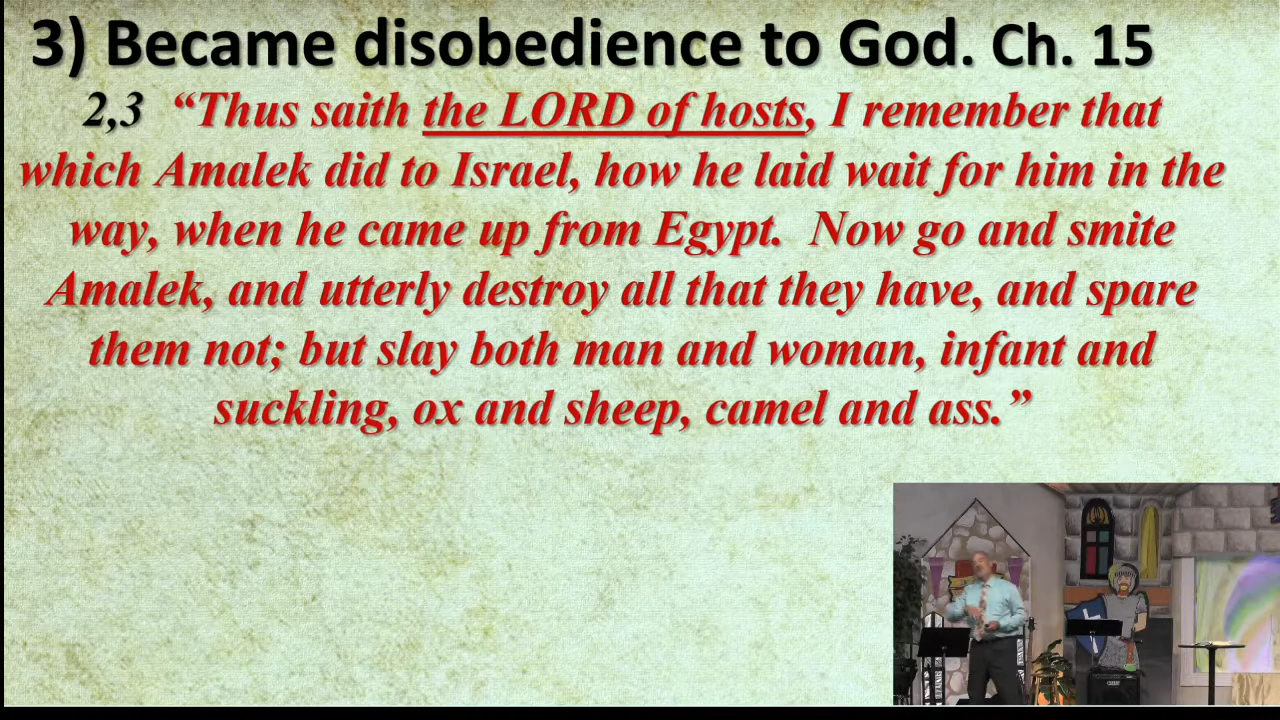 3) Became disobedience to God. Ch. 15
2,3 “Thus saith the LORD of hosts, I remember that
which Amalek did to Israel, how he laid wait for him in the
way, when he came up from Egypt. Now go and smite
Amalek, and utterly destroy all that they have, and spare
them not; but slay both man and woman, infant and
suckling, ox and sheep, camel and ass.”